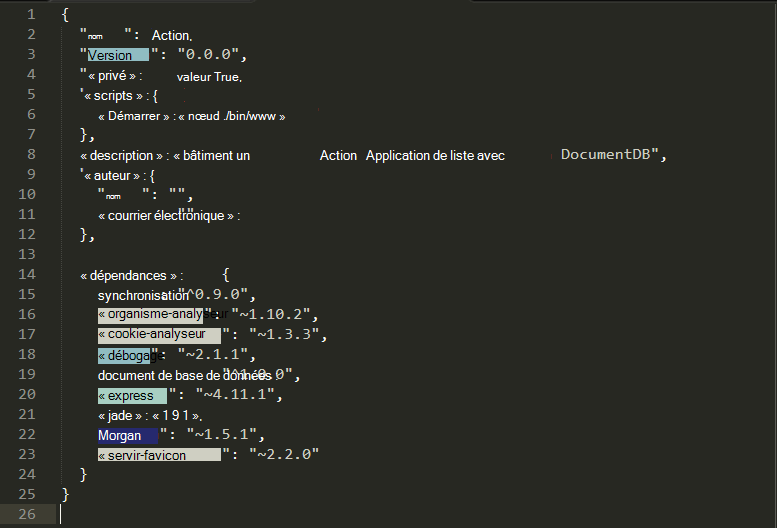 1 {
2 "nom ": Action,
3 "Version ": "0.0.0",
4 "« privé » : valeur True,
5 '« scripts » : {
6 « Démarrer » : « nœud ./bin/www »
7 },
8 « description » : « bâtiment un Action Application de liste avec DocumentDB",
9 '« auteur » : {
10 "nom ": "",
11 « courrier électronique » : ""
12 },
13
14 « dépendances » : {
15 synchronisation "^0.9.0",
16 « organisme-analyseur ": "~1.10.2",
17 « cookie-analyseur ": "~1.3.3",
18 « débogage ": "~2.1.1",
19 document de base de données : "^1.0.0",
20 « express ": "~4.11.1",
21 « jade » : « 1 9 1 »,
22 Morgan ": "~1.5.1",
23 « servir-favicon ": "~2.2.0"
24 }
25 }
26